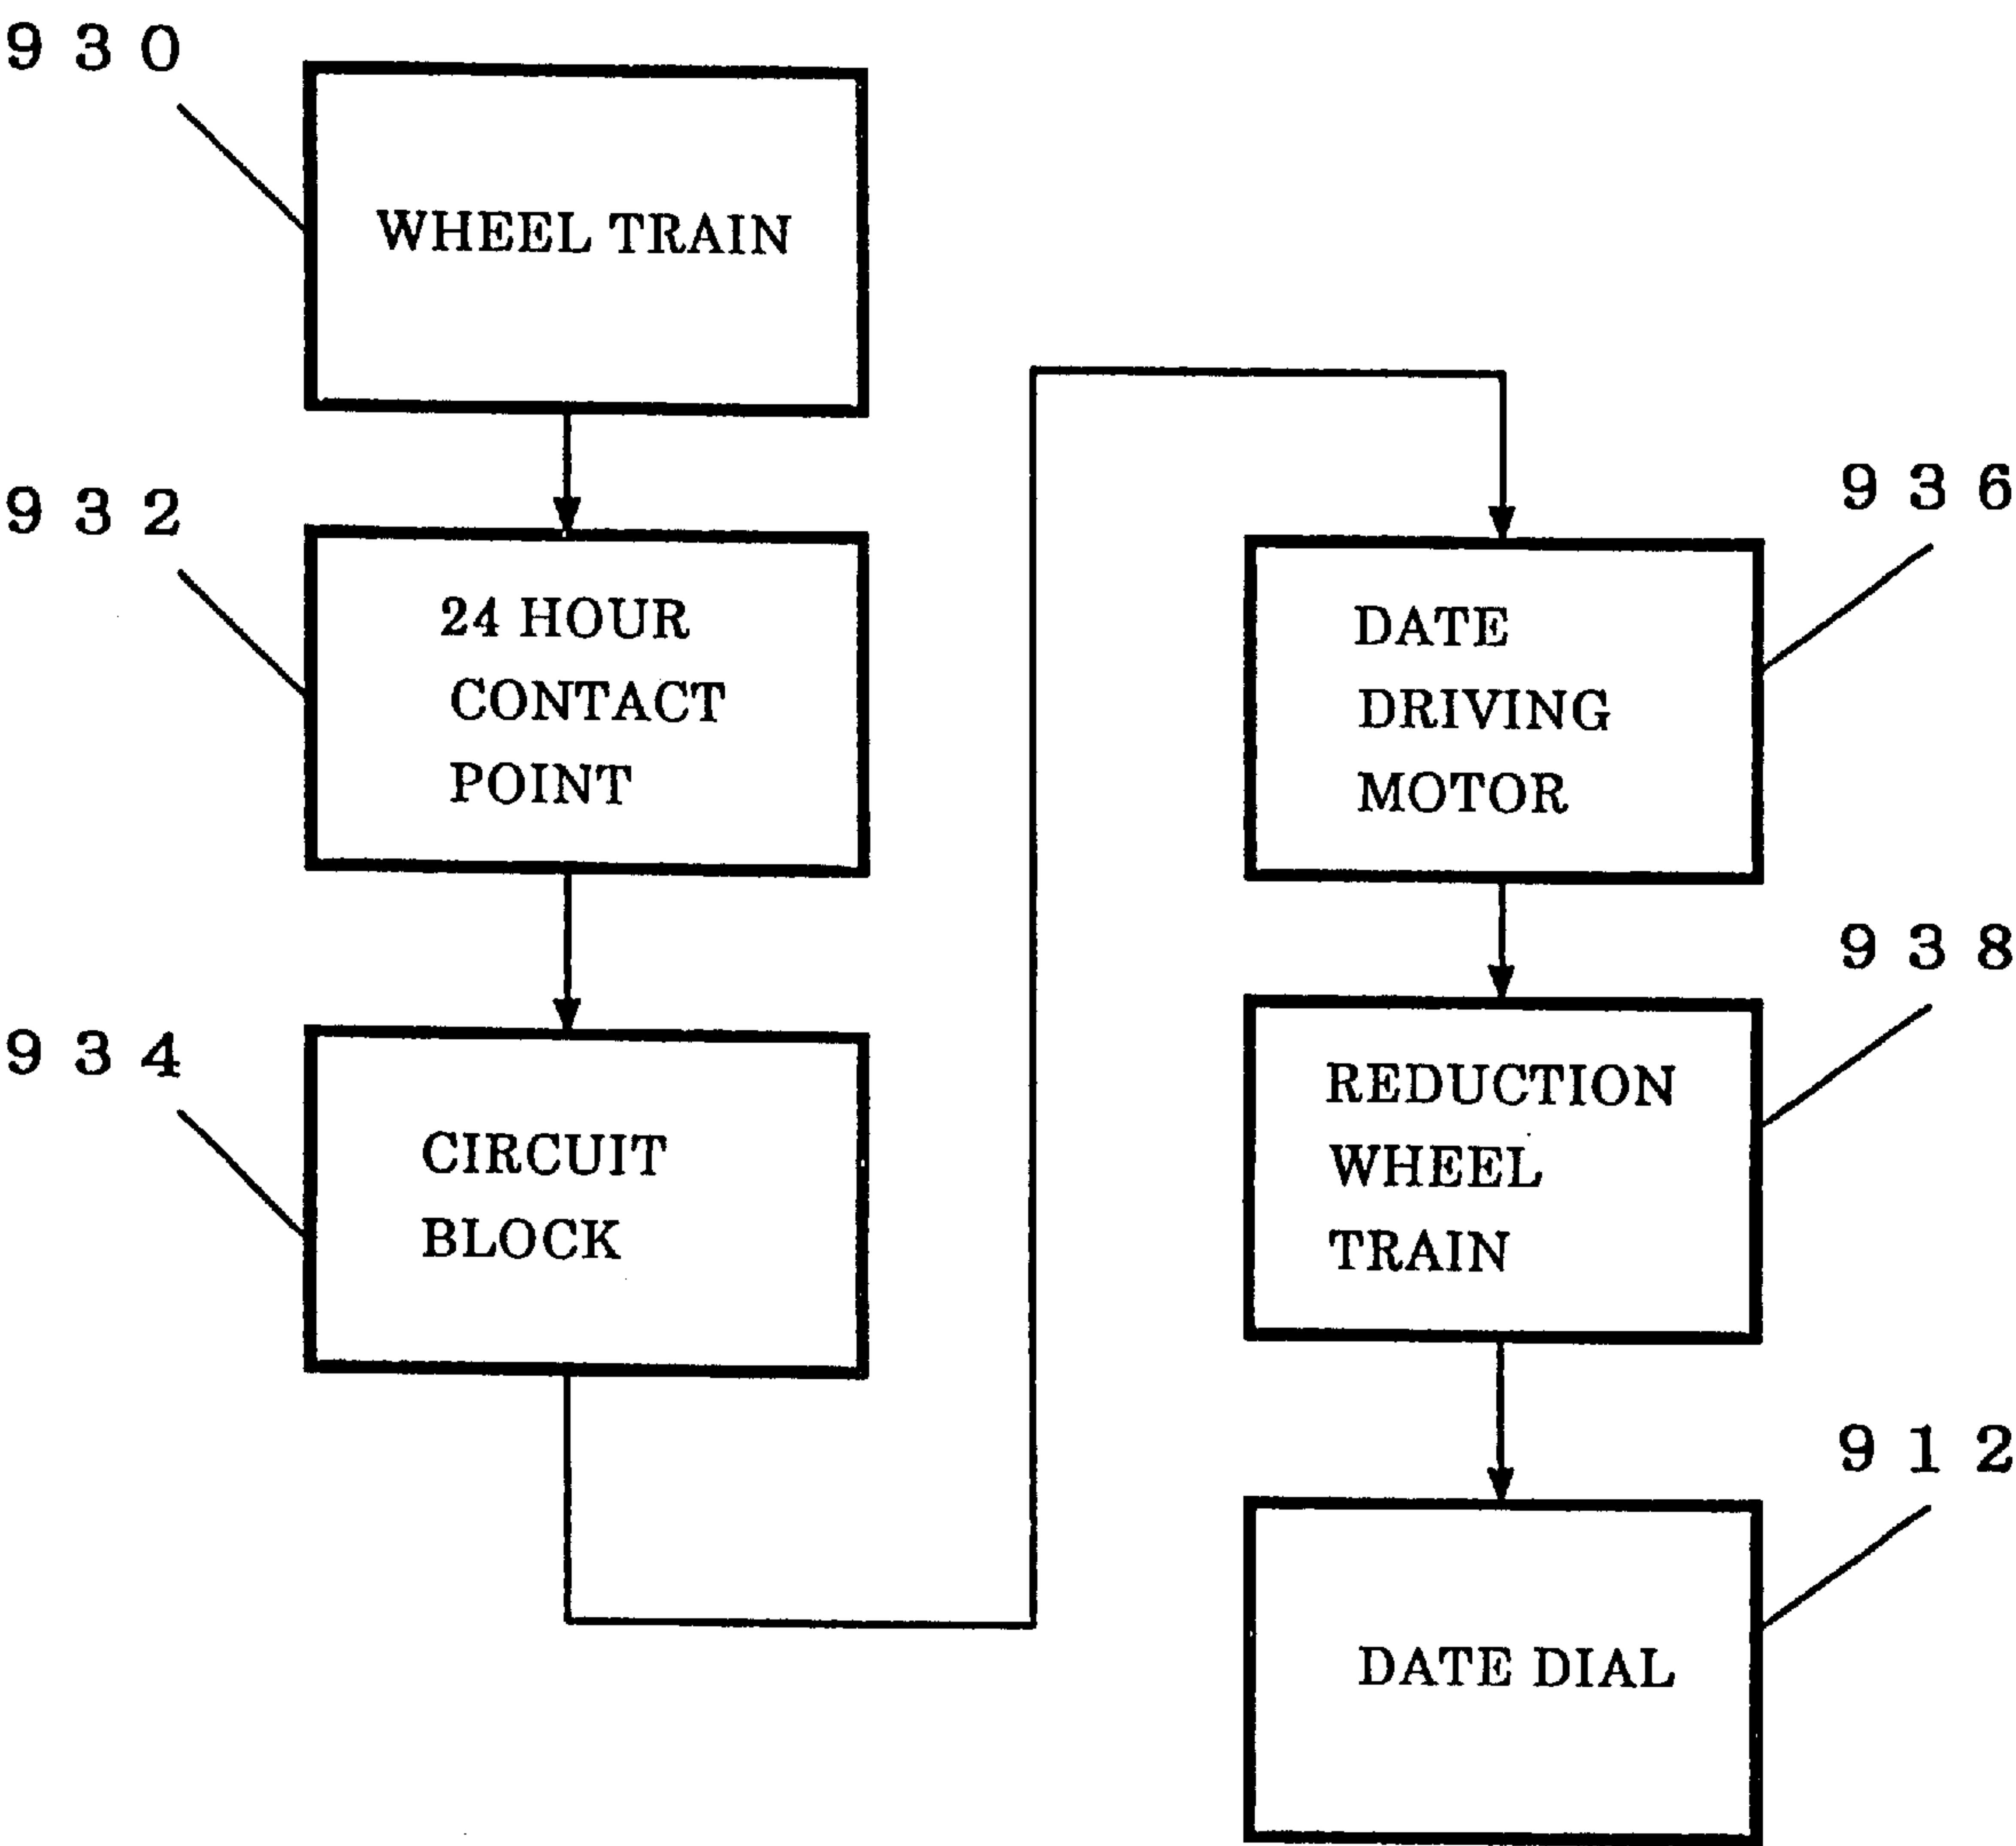 930
WHEEL TRAIN
932
24 HOUR
CONTACT
POINT
934
CIRCUIT
BLOCK
936
DATE
DRIVING
MOTOR
938
REDUCTION
WHEEL
TRAIN
912
DATE DIAL